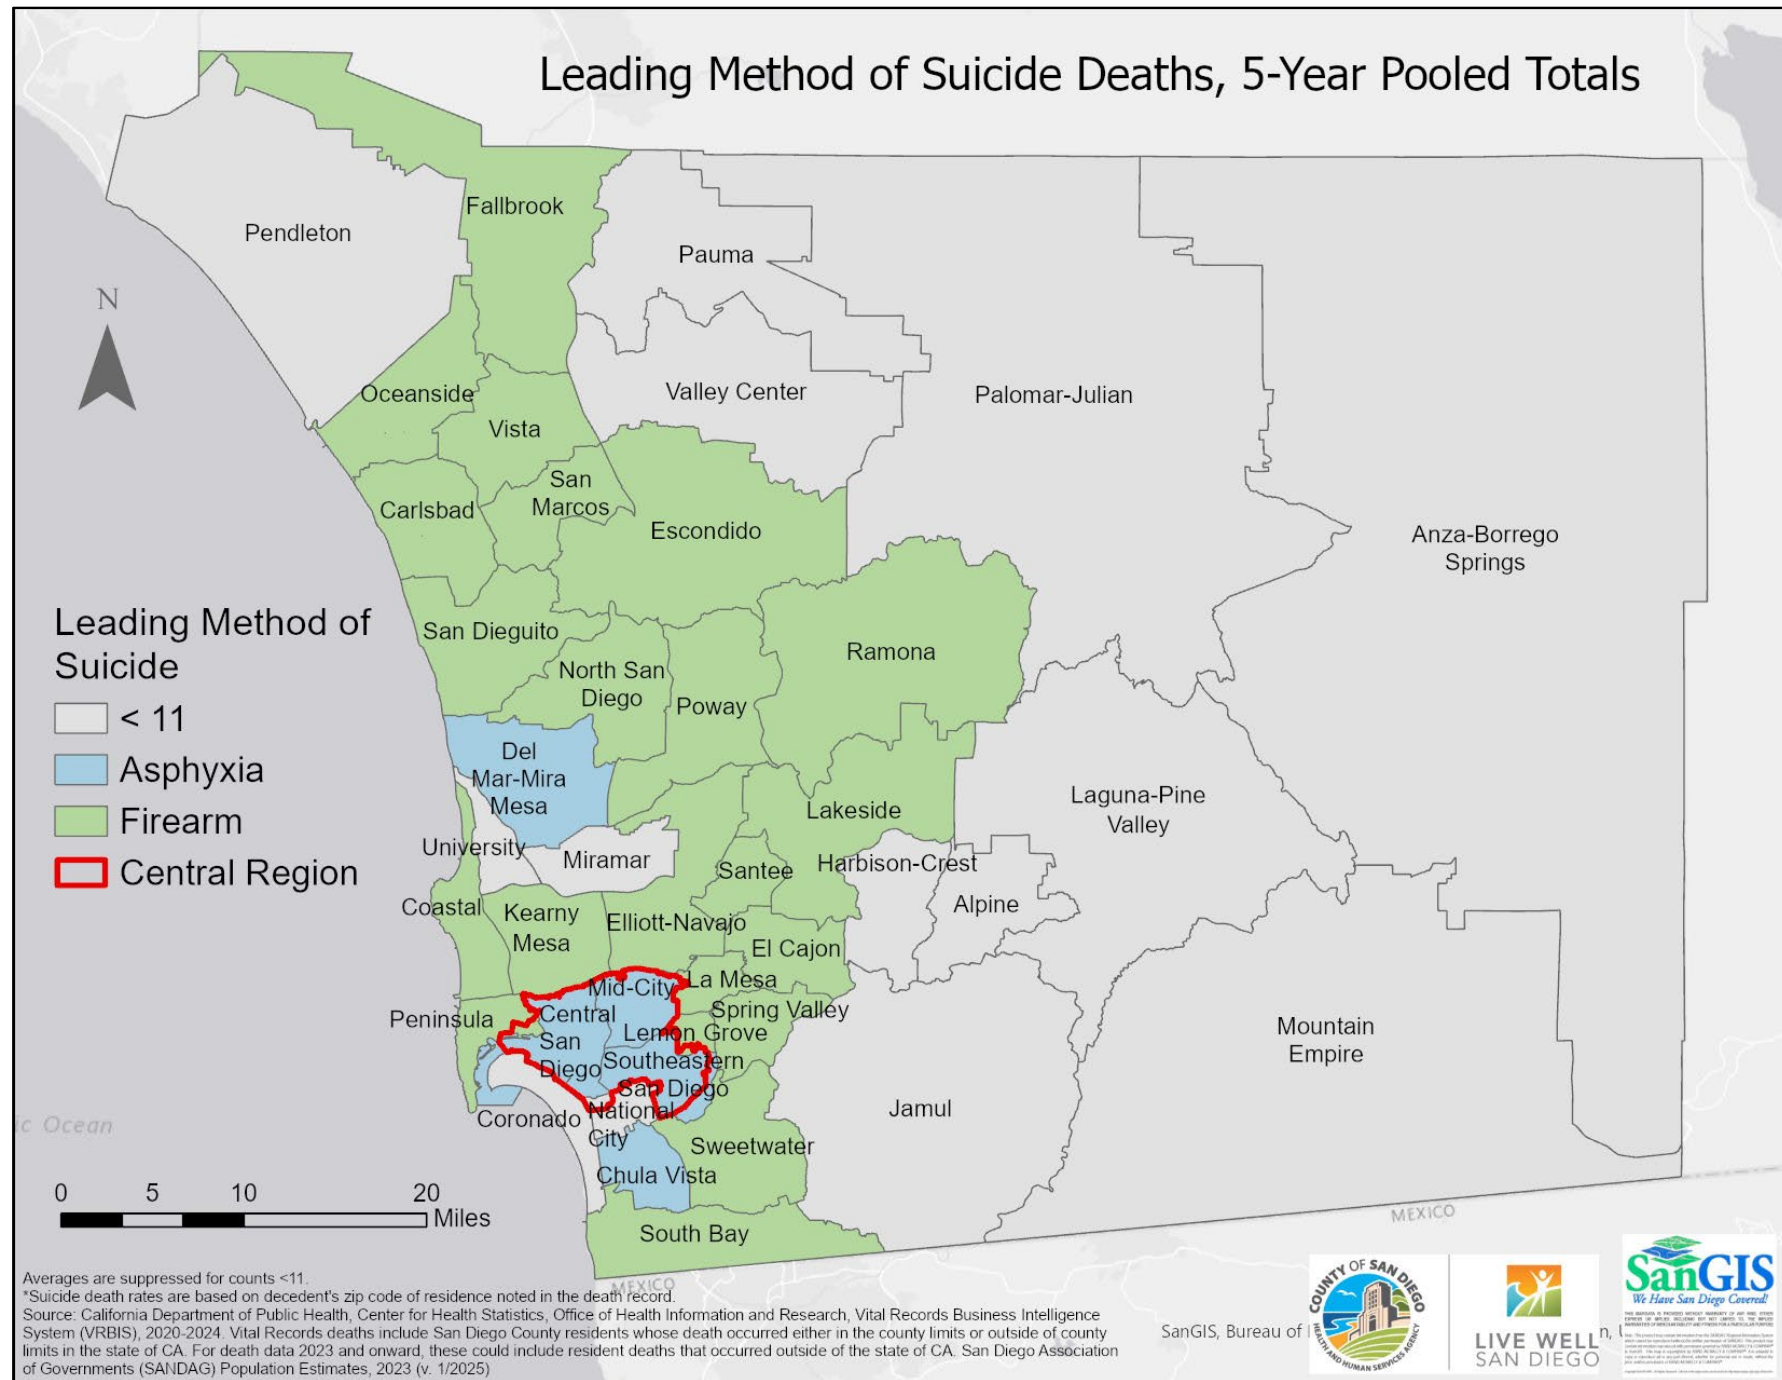 Leading Method of Suicide Deaths, 5-Year Pooled Totals
Fallbrook
Pendleton
Pauma
N
Oceanside
Valley Center
Palomar-Julian
Vista
San
Marcos
Carlsbad
Escondido
Anza-Borrego
Springs
San Dieguito
Ramona
North San
Diego
Poway
Leading Method of
Suicide
< 11
Asphyxia
Firearm
Central Region
Del
Mar-Mira
Mesa
Lakeside
Laguna-Pine
Valley
University
Miramar
Santee
Harbison-Crest
Alpine
Coastal
Kearny
Mesa
Elliott-Navajo
El Cajon
Mid-City
La Mesa
Peninsula
Central
San
Diego
Spring Valley
Lemon Grove
Southeastern
San Diego
Mountain
Empire
Jamul
Coronado
National
City
ic Ocean
Sweetwater
Chula Vista
0 5 10 20
Miles
South Bay
MEXICO
MEXICO
Averages are suppressed for counts <11.
*Suicide death rates are based on decedent's zip code of residence noted in the death record.
Source: California Department of Public Health, Center for Health Statistics, Office of Health Information and Research, Vital Records Business Intelligence
System (VRBIS), 2020-2024. Vital Records deaths include San Diego County residents whose death occurred either in the county limits or outside of county
limits in the state of CA. For death data 2023 and onward, these could include resident deaths that occurred outside of the state of CA. San Diego Association
of Governments (SANDAG) Population Estimates, 2023 (v. 1/2025)
SanGIS, Bureau of
COUNTY OF SAN DIEGO
HEALTH AND HUMAN SERVICES AGENCY
LIVE WELL
SAN DIEGO
SanGIS
We Have San Diego Covered!